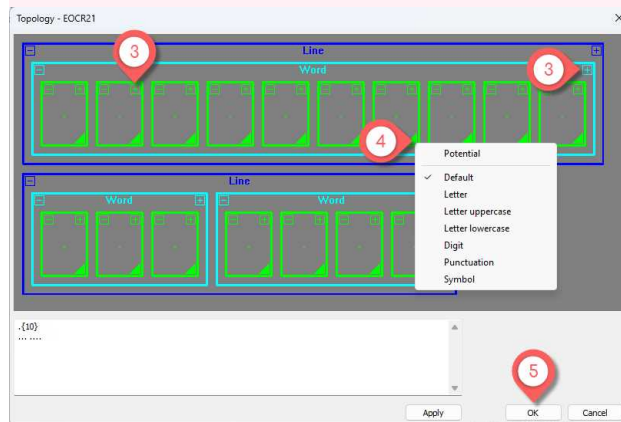 Topology - EOCR21
Line
3
Word
3
4
Potential
Default
Letter
Letter uppercase
Letter lowercase
Digit
Punctuation
Symbol
Line
Word
Word
.{10}
... ....
5
Apply
OK
Cancel